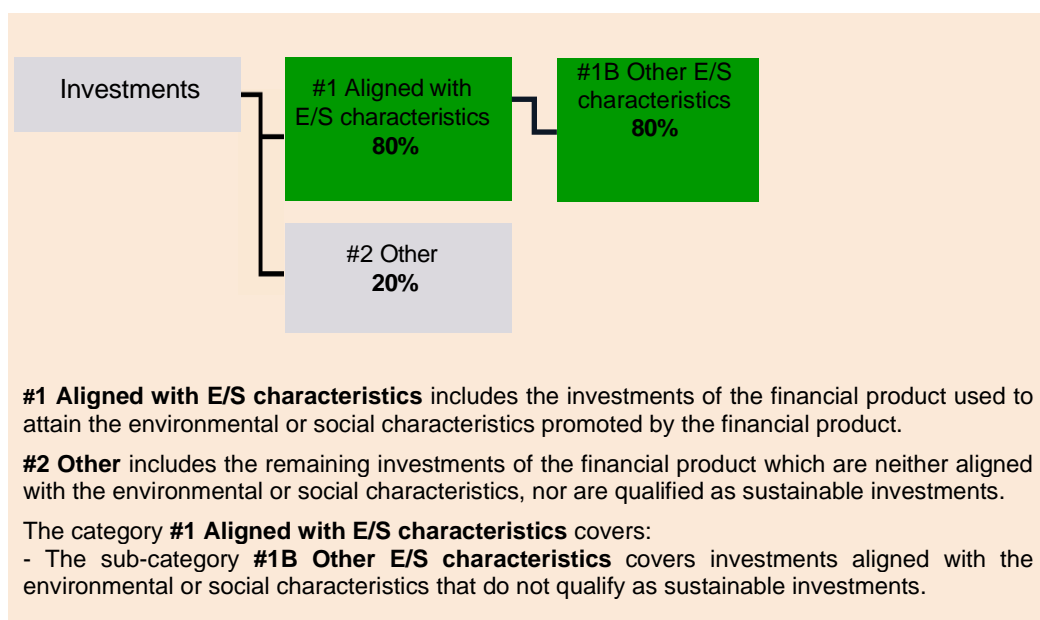 Investments
#1 Aligned with
E/S characteristics
80%
#1B Other E/S
characteristics
80%
#2 Other
20%
#1 Aligned with E/S characteristics includes the investments of the financial product used to
attain the environmental or social characteristics promoted by the financial product.
#2 Other includes the remaining investments of the financial product which are neither aligned
with the environmental or social characteristics, nor are qualified as sustainable investments.
The category #1 Aligned with E/S characteristics covers:
- The sub-category #1B Other E/S characteristics covers investments aligned with the
environmental or social characteristics that do not qualify as sustainable investments.